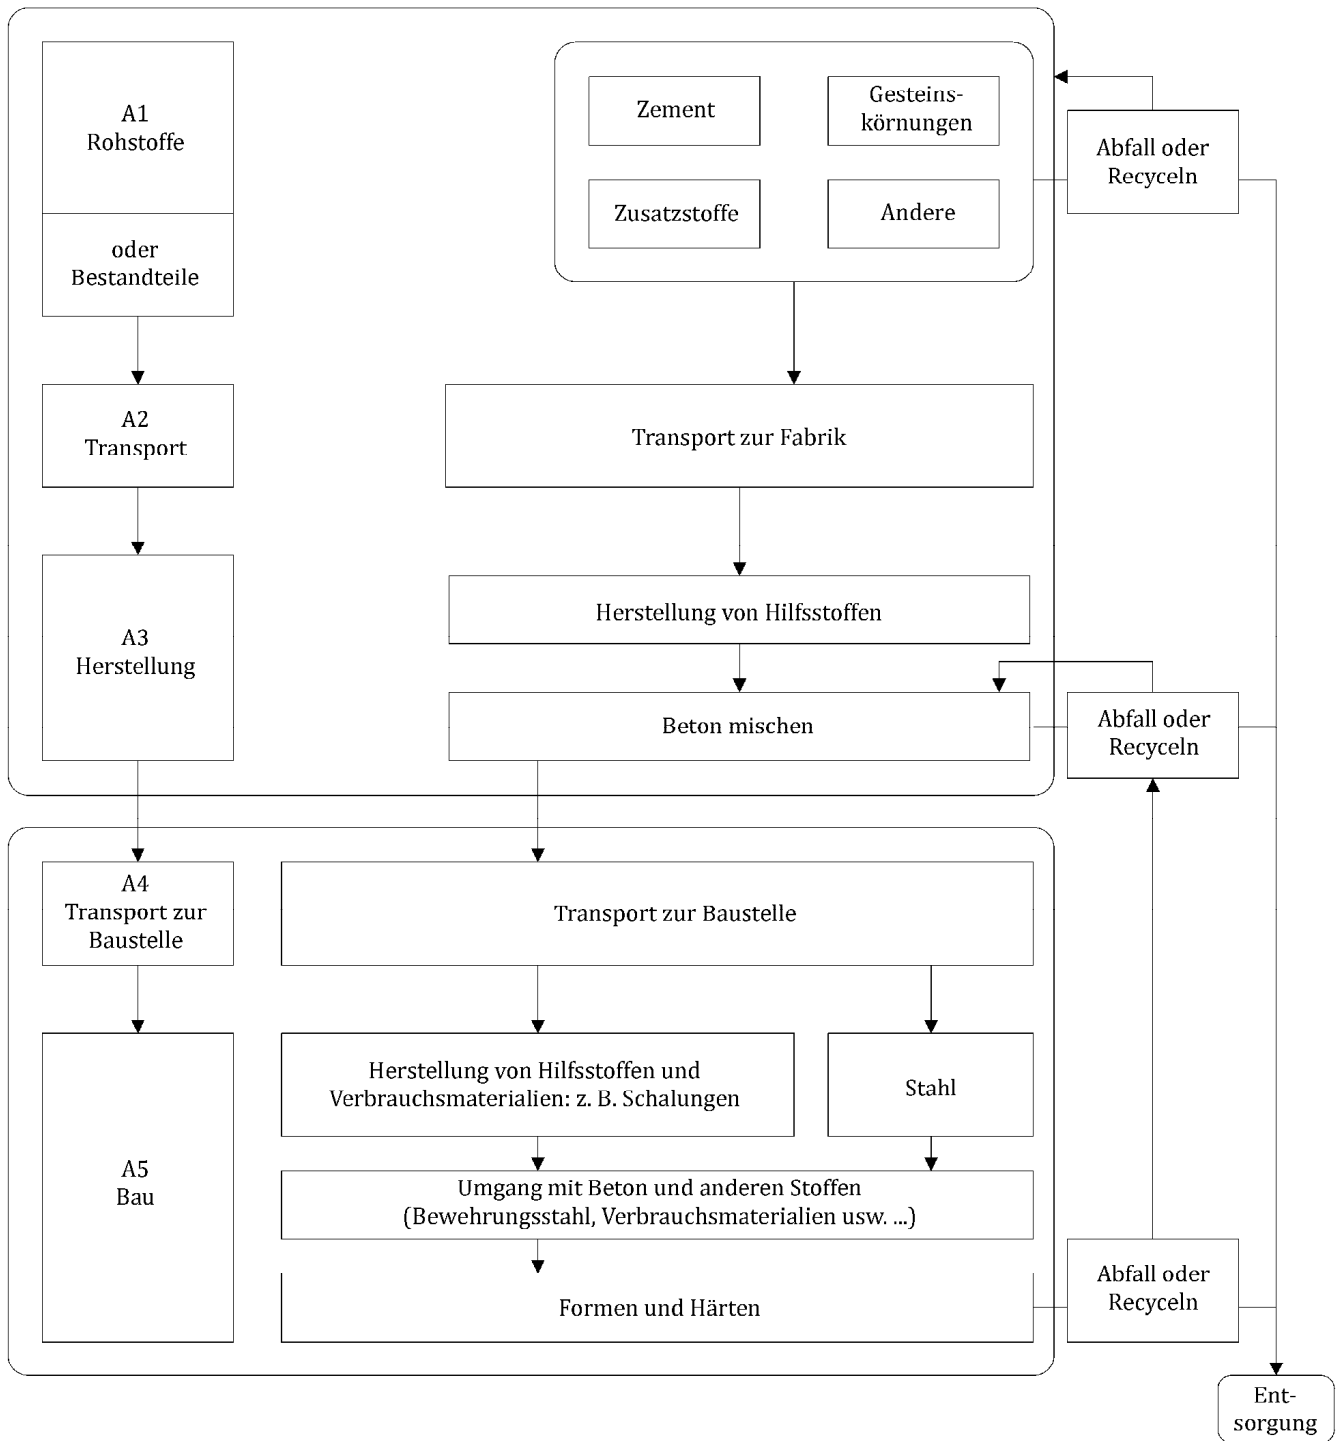 A1
Rohstoffe
oder
Bestandteile
Zement
Gesteins-
körnungen
Zusatzstoffe
Andere
Abfall oder
Recyceln
A2
Transport
Transport zur Fabrik
A3
Herstellung
Herstellung von Hilfsstoffen
Beton mischen
Abfall oder
Recyceln
A4
Transport zur
Baustelle
Transport zur Baustelle
A5
Bau
Herstellung von Hilfsstoffen und
Verbrauchsmaterialien: z. B. Schalungen
Stahl
Umgang mit Beton und anderen Stoffen
(Bewehrungsstahl, Verbrauchsmaterialien usw. ...)
Formen und Härten
Abfall oder
Recyceln
Ent-
sorgung